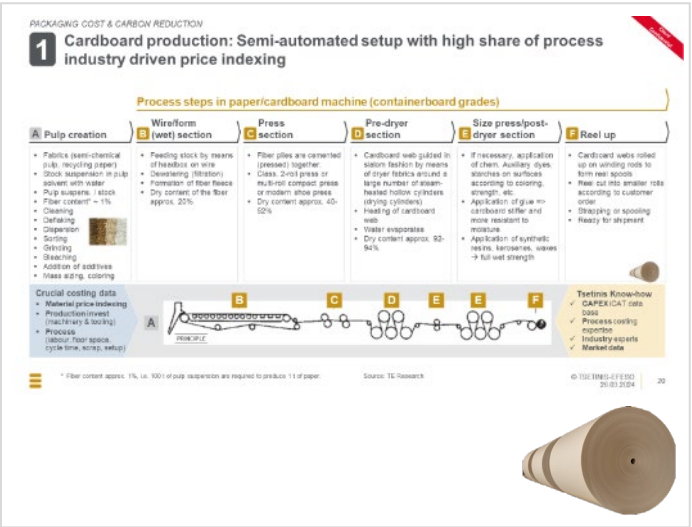 PACKAGING COST & CARBON REDUCTION
1
Cardboard production: Semi-automated setup with high share of process
industry driven price indexing
Process steps in paper/cardboard machine (containerboard grades)
A Pulp creation
B Wire/form
(wet) section
C Press
section
D Pre-dryer
section
E Size press/post-
dryer section
F Reel up
• Fabrics (semi-chemical
pulp, recycling paper)
• Stock suspension in pulp
solvent with water
• Pulp suspens. / stock
• Fiber content* ~ 1%
• Cleaning
• Deflaking
• Dispersion
• Sorting
• Grinding
• Bleaching
• Addition of additives
• Mass sizing, coloring
• Feeding stock by means
of headbox on wire
• Dewatering (filtration)
• Formation of fiber fleece
• Dry content of the fiber
approx. 20%
• Fiber plies are cemented
(pressed) together.
• Class. 2-roll press or
multi-roll compact press
or modern shoe press
• Dry content approx. 40-
52%
• Cardboard web guided in
slalom fashion by means
of dryer fabrics around a
large number of steam-
heated hollow cylinders
(drying cylinders)
• Heating of cardboard
web
• Water evaporates
• Dry content approx. 92-
94%
• If necessary, application
of chem. Auxiliary dyes,
starches on surfaces
according to coloring,
strength, etc.
• Application of glue =>
cardboard stiffer and
more resistant to
moisture
• Application of synthetic
resins, kerosenes, waxes
→ full wet strength
• Cardboard webs rolled
up on winding rods to
form reel spools
• Reel cut into smaller rolls
according to customer
order
• Strapping or spooling
• Ready for shipment
Crucial costing data
• Material price indexing
• Production invest
(machinery & tooling)
• Process
(labour, floor space,
cycle time, scrap, setup)
A
B
C
D
E
E
F
PRINCIPLE
Tsetinis Know-how
✓ CAPEX/CAT data
base
✓ Process costing
expertise
✓ Industry experts
✓ Market data
* Fiber content approx. 1%, i.e. 100 t of pulp suspension are required to produce 1 t of paper.
Source: TE Research
© TSETINIS-EFESO
26.03.2024
20